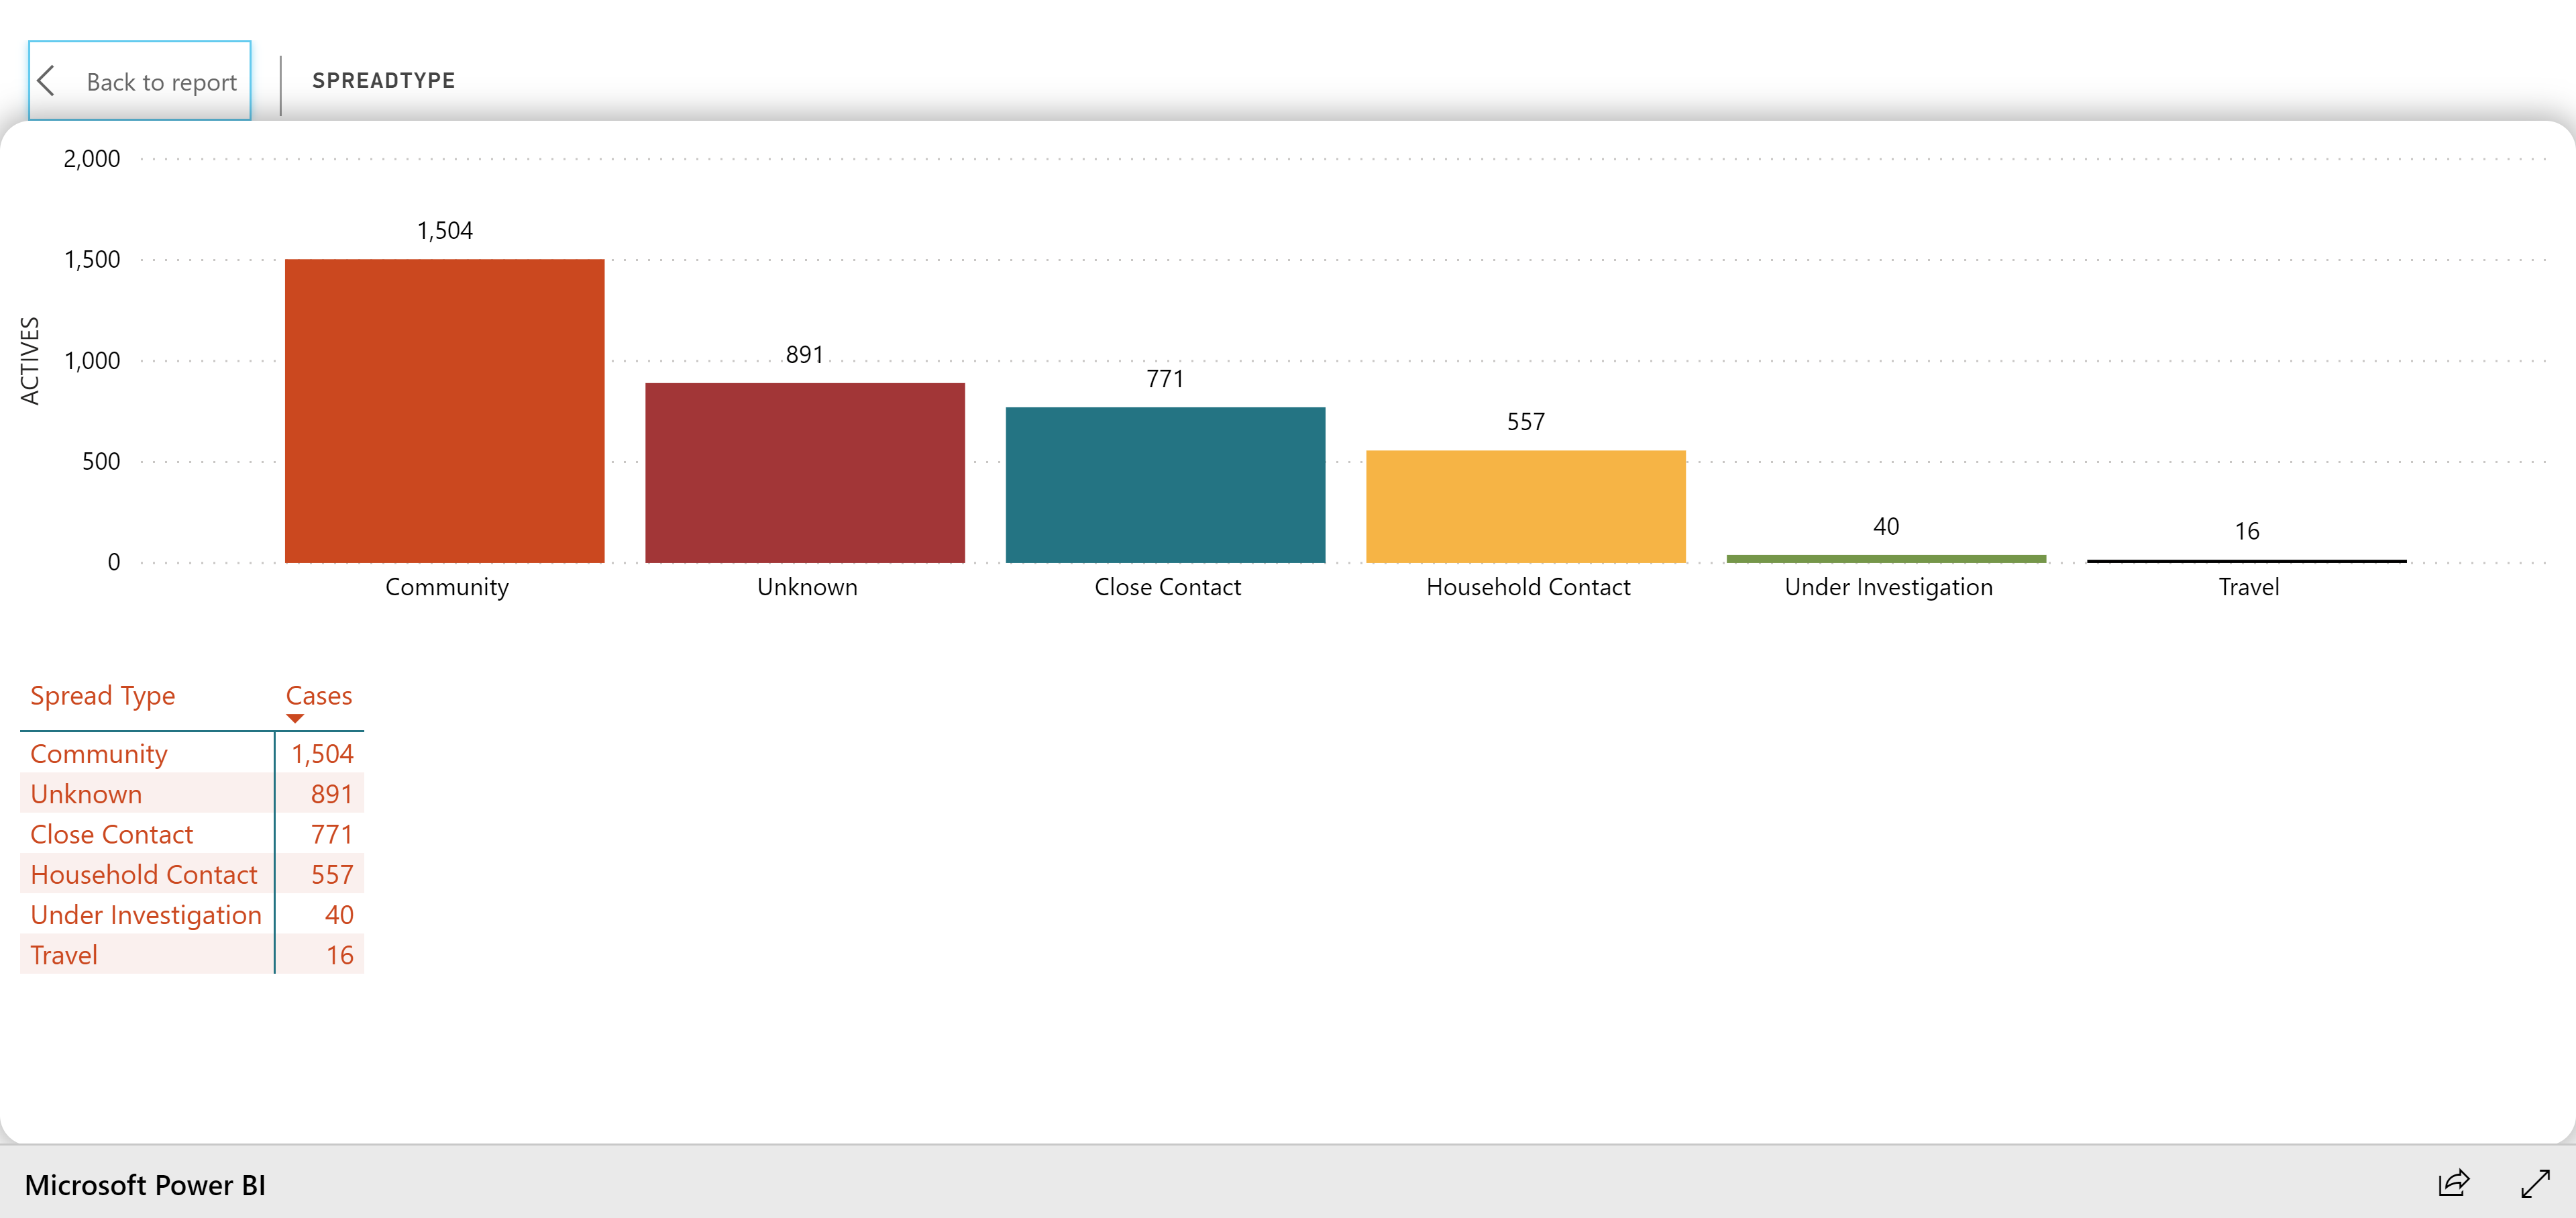 Back to report
SPREADTYPE
2,000
1,500
1,000
500
0
ACTIVES
1,504
891
771
557
40
16
Community
Unknown
Close Contact
Household Contact
Under Investigation
Travel
Spread Type Cases
Community 1,504
Unknown 891
Close Contact 771
Household Contact 557
Under Investigation 40
Travel 16
Microsoft Power BI